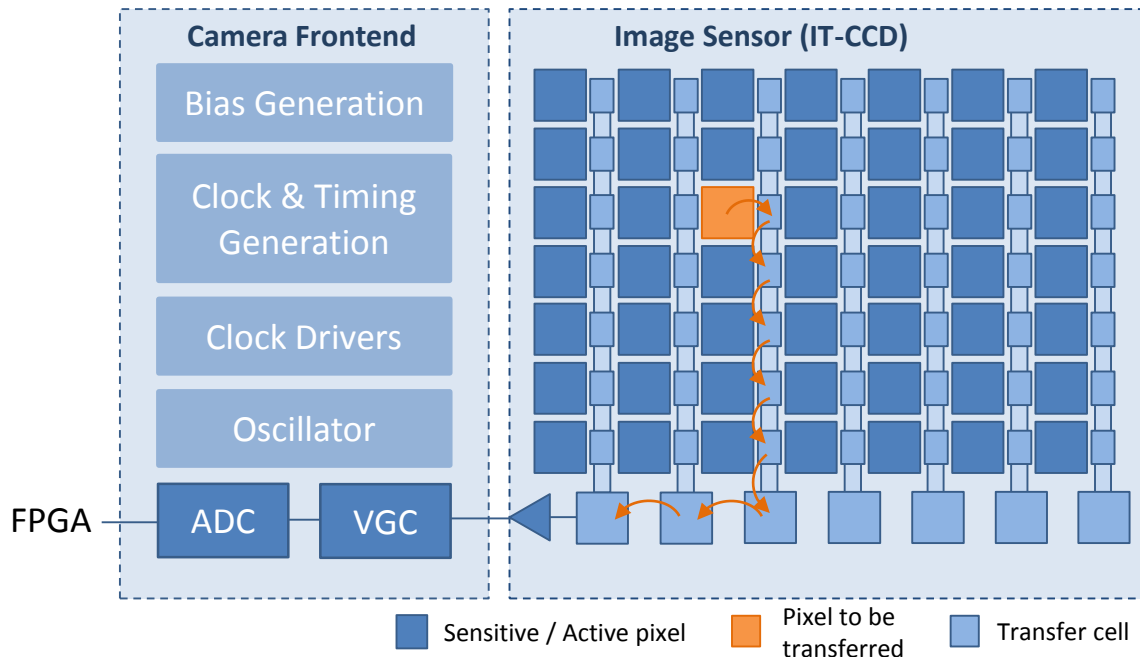 Camera Frontend
Bias Generation
Clock & Timing
Generation
Clock Drivers
Oscillator
FPGA
ADC
VGC
Image Sensor (IT-CCD)
Sensitive / Active pixel
Pixel to be
transferred
Transfer cell